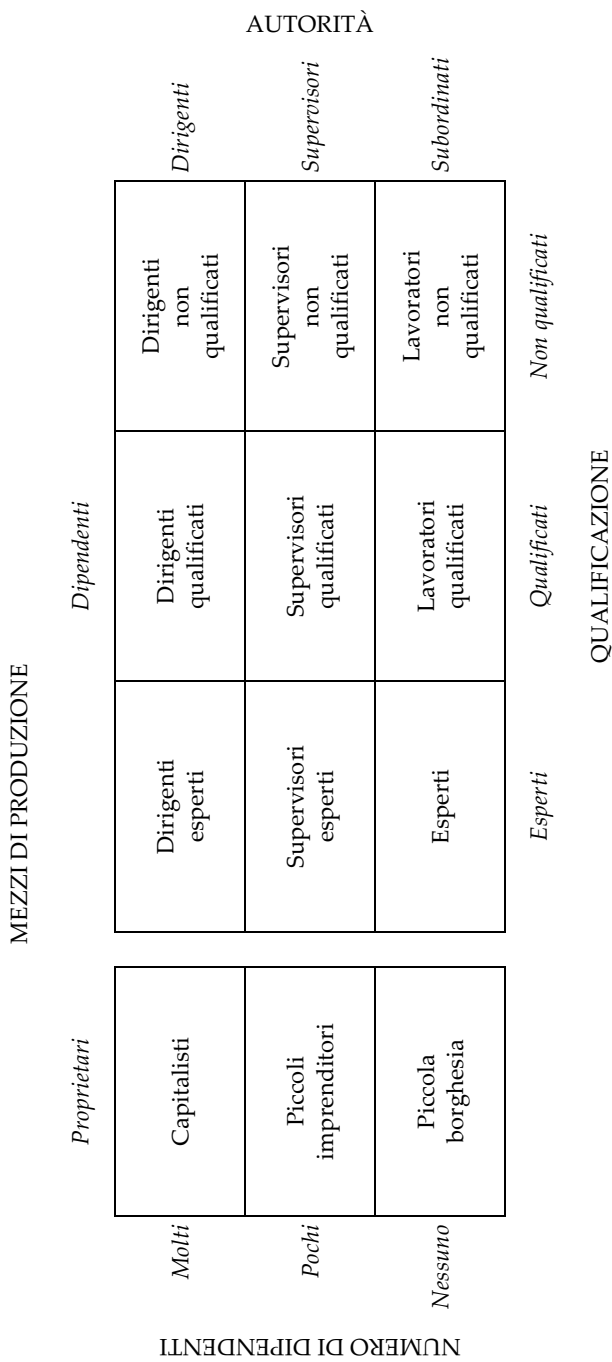 MEZZI DI PRODUZIONE
Proprietari
Dipendenti
NUMERO DI DIPENDENTI
Molti
Capitalisti
Dirigenti
esperti
Dirigenti
qualificati
Dirigenti
non
qualificati
Dirigenti
AUTORITÀ
Pochi
Piccoli
imprenditori
Supervisori
esperti
Supervisori
qualificati
Supervisori
non
qualificati
Supervisori
Nessuno
Piccola
borghesia
Esperti
Lavoratori
qualificati
Lavoratori
non
qualificati
Subordinati
Esperti
Qualificati
Non qualificati
QUALIFICAZIONE